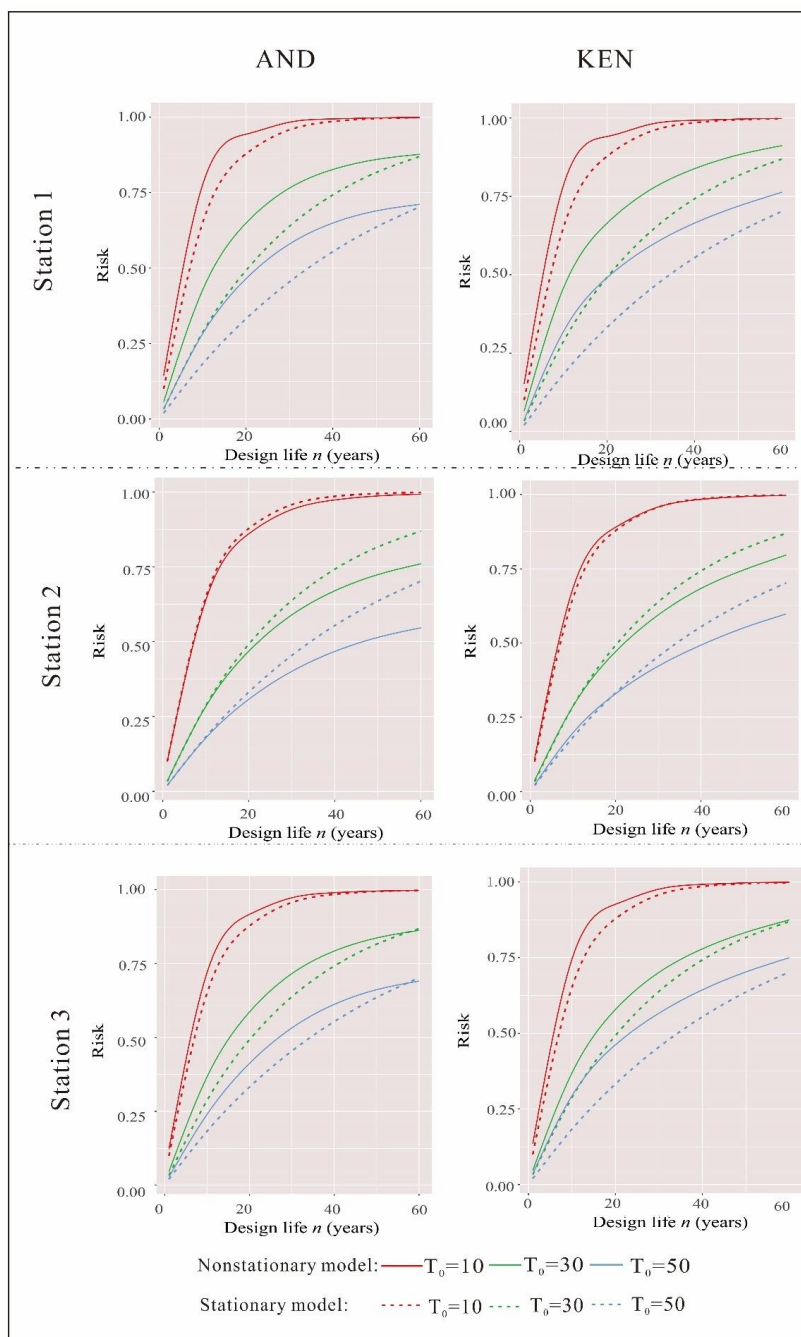 AND KEN
Station 1
Risk
1.00
0.75
0.50
0.25
0.00
0 20 40 60
Design life n (years)
Risk
1.00
0.75
0.50
0.25
0.00
0 20 40 60
Design life n (years)
Station 2
Risk
1.00
0.75
0.50
0.25
0.00
0 20 40 60
Design life n (years)
Risk
1.00
0.75
0.50
0.25
0.00
0 20 40 60
Design life n (years)
Station 3
Risk
1.00
0.75
0.50
0.25
0.00
0 20 40 60
Design life n (years)
Risk
1.00
0.75
0.50
0.25
0.00
0 20 40 60
Design life n (years)
Nonstationary model: T₀=10 T₀=30 T₀=50
Stationary model: T₀=10 T₀=30 T₀=50